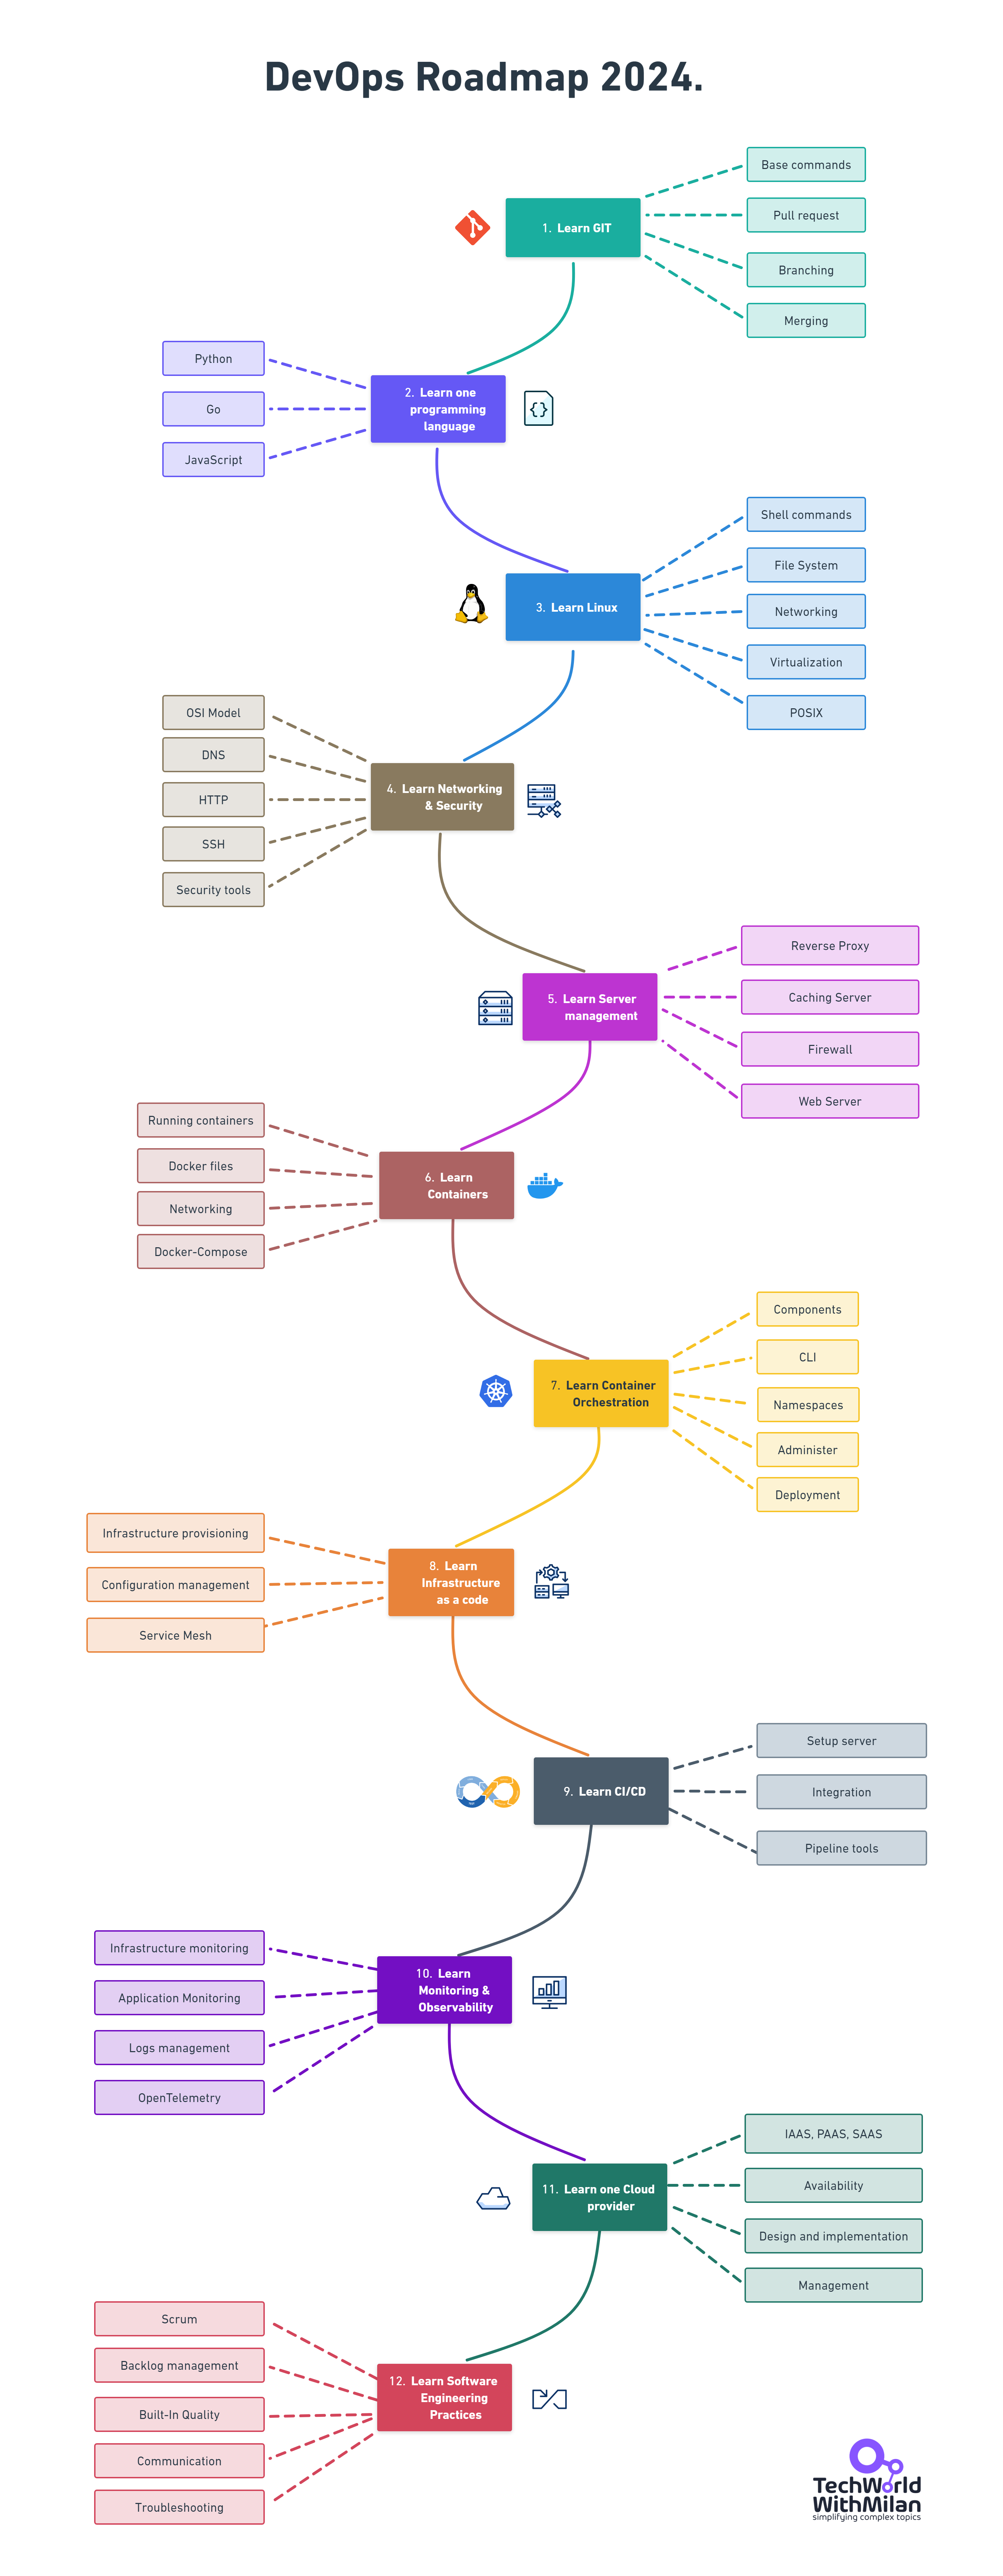 DevOps Roadmap 2024.
1. Learn GIT
Base commands
Pull request
Branching
Merging
2. Learn one
programming
language
Python
Go
JavaScript
3. Learn Linux
Shell commands
File System
Networking
Virtualization
POSIX
4. Learn Networking
& Security
OSI Model
DNS
HTTP
SSH
Security tools
5. Learn Server
management
Reverse Proxy
Caching Server
Firewall
Web Server
6. Learn
Containers
Running containers
Docker files
Networking
Docker-Compose
7. Learn Container
Orchestration
Components
CLI
Namespaces
Administer
Deployment
8. Learn
Infrastructure
as a code
Infrastructure provisioning
Configuration management
Service Mesh
9. Learn CI/CD
Setup server
Integration
Pipeline tools
10. Learn
Monitoring &
Observability
Infrastructure monitoring
Application Monitoring
Logs management
OpenTelemetry
11. Learn one Cloud
provider
IAAS, PAAS, SAAS
Availability
Design and implementation
Management
12. Learn Software
Engineering
Practices
Scrum
Backlog management
Built-In Quality
Communication
Troubleshooting
TechWorld
WithMilan
simplifying complex topics